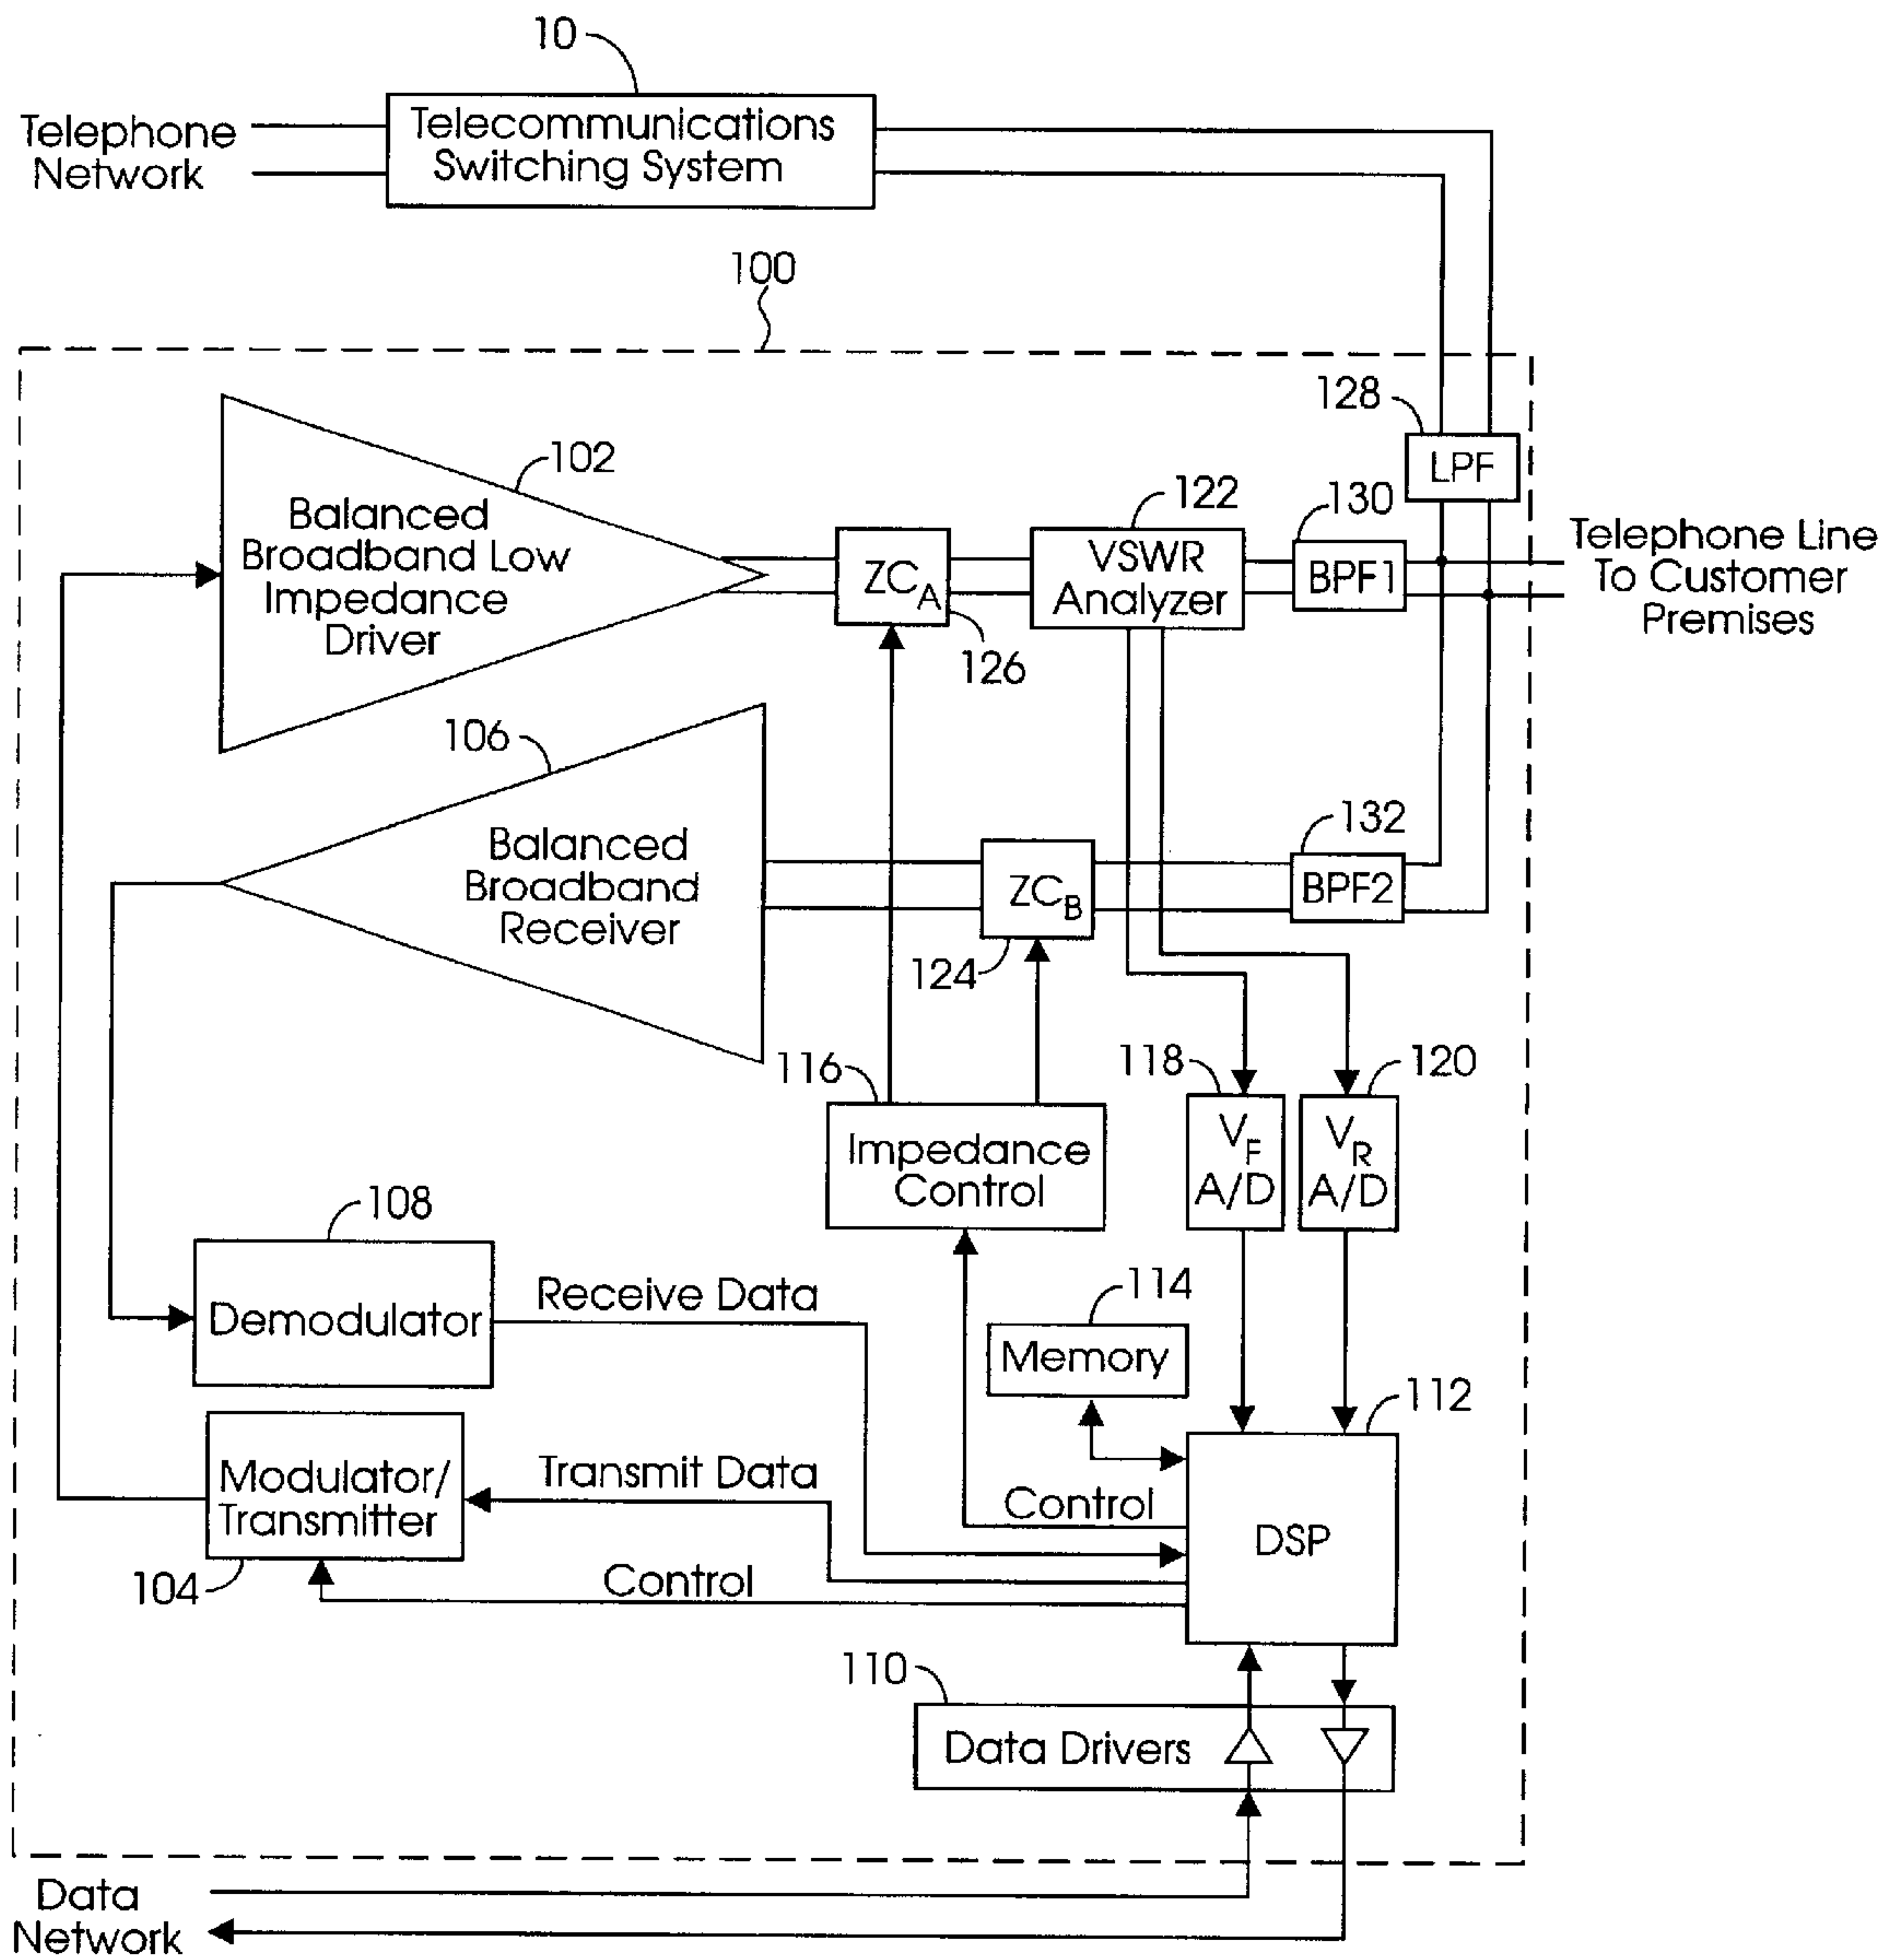 10
Telephone
Network
Telecommunications
Switching System
100
128
LPF
102
122
130
Balanced
Broadband Low
Impedance
Driver
ZCA
VSWR
Analyzer
BPF1
Telephone Line
To Customer
Premises
126
106
132
Balanced
Broadband
Receiver
ZCB
BPF2
124
116
118
120
Impedance
Control
VF
A/D
VR
A/D
108
Demodulator
Receive Data
114
Memory
112
Modulator/
Transmitter
Transmit Data
Control
DSP
104
Control
110
Data Drivers
Data
Network